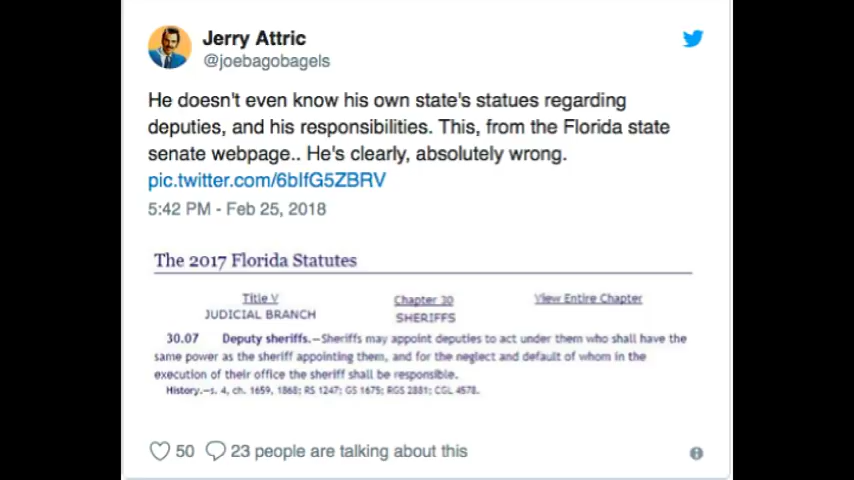 Jerry Attric
@joebagobagels
He doesn't even know his own state's statues regarding
deputies, and his responsibilities. This, from the Florida state
senate webpage.. He's clearly, absolutely wrong.
pic.twitter.com/6bIfG5ZBRV
5:42 PM - Feb 25, 2018
The 2017 Florida Statutes
Title V Chapter 30 View Entire Chapter
JUDICIAL BRANCH SHERIFFS
30.07 Deputy sheriffs.—Sheriffs may appoint deputies to act under them who shall have the
same power as the sheriff appointing them, and for the neglect and default of whom in the
execution of their office the sheriff shall be responsible.
History.—s. 4, ch. 1659, 1868; RS 1247; GS 1675; RGS 2881; CGL 4578.
50 23 people are talking about this